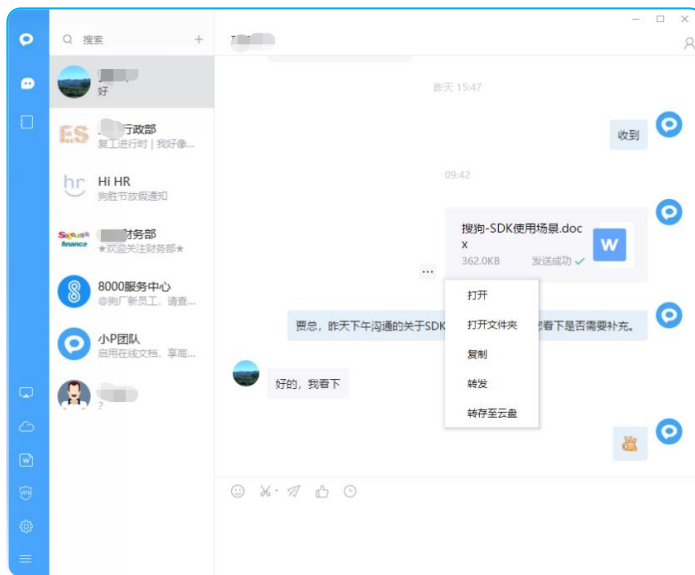 搜索
昨天 15:47
好
收到
行政部
复工进行时 | 我好像...
09:42
hr
Hi HR
狗胜节放假通知
搜狗-SDK使用场景.doc
x
W
362.0KB
发送成功
finance
财务部
★欢迎关注财务部★
打开
8000服务中心
@狗厂新员工，请查...
贾总，昨天下午沟通的关于SDK
您看下是否需要补充。
打开文件夹
复制
小P团队
启用在线文档，享高...
转发
好的，我看下
转存至云盘
?
W